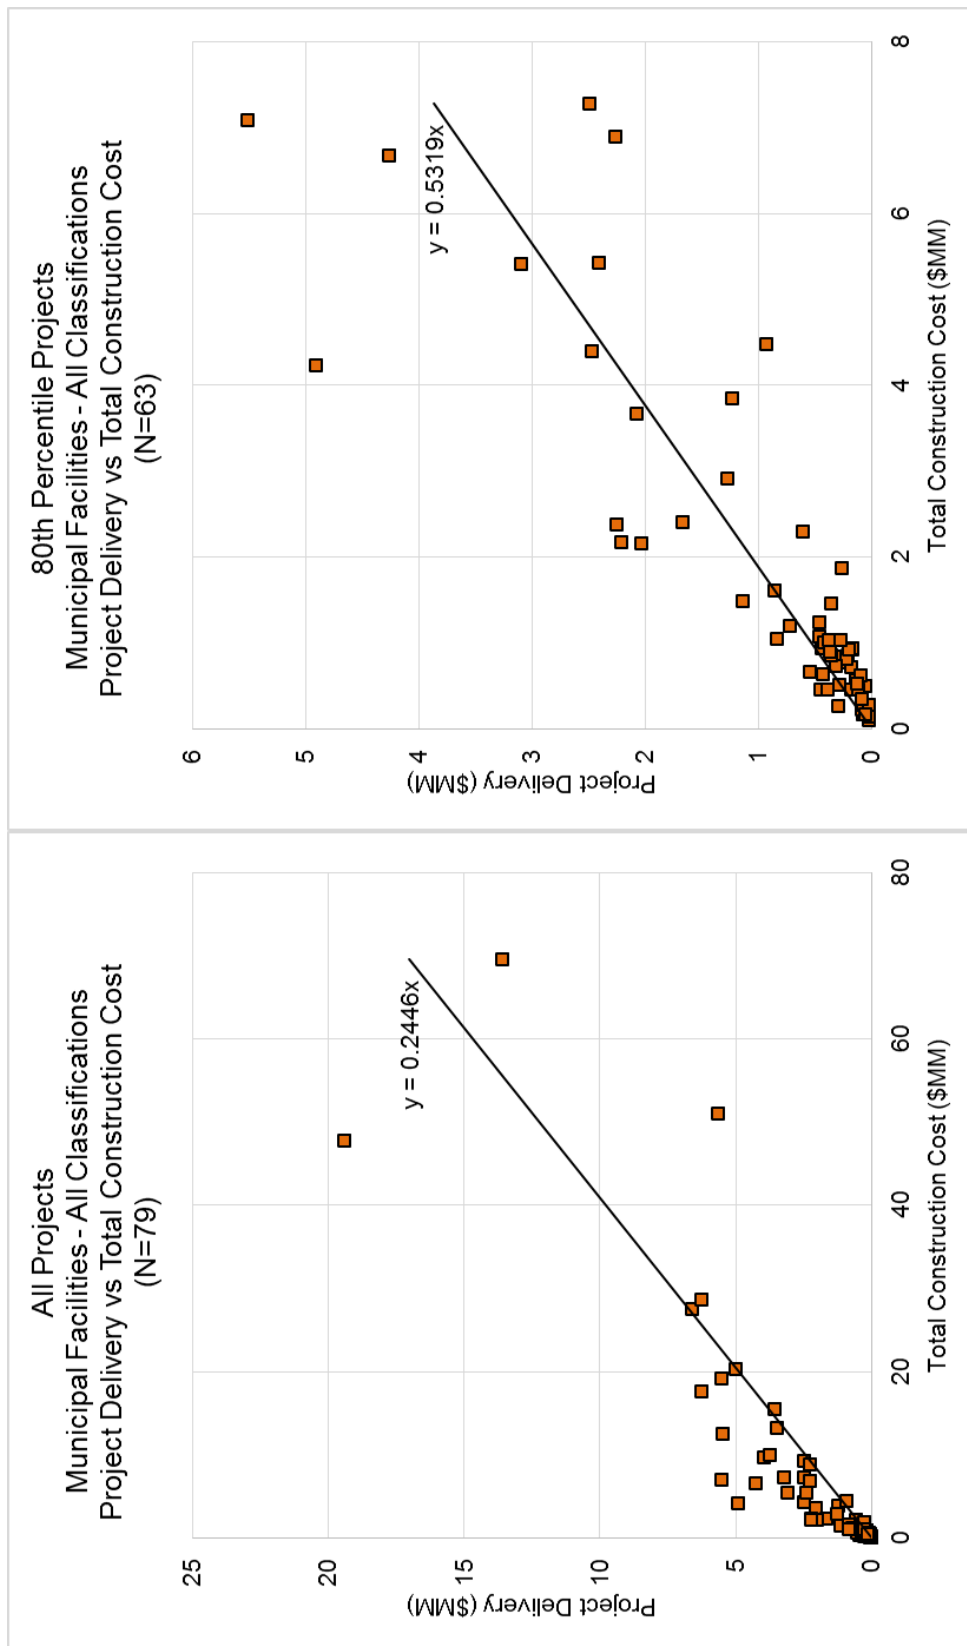 All Projects
Municipal Facilities - All Classifications
Project Delivery vs Total Construction Cost
(N=79)
25
20
15
10
5
0
Project Delivery ($MM)
y = 0.2446x
0
20
40
60
80
Total Construction Cost ($MM)
80th Percentile Projects
Municipal Facilities - All Classifications
Project Delivery vs Total Construction Cost
(N=63)
6
5
4
3
2
1
0
Project Delivery ($MM)
y = 0.5319x
0
2
4
6
8
Total Construction Cost ($MM)